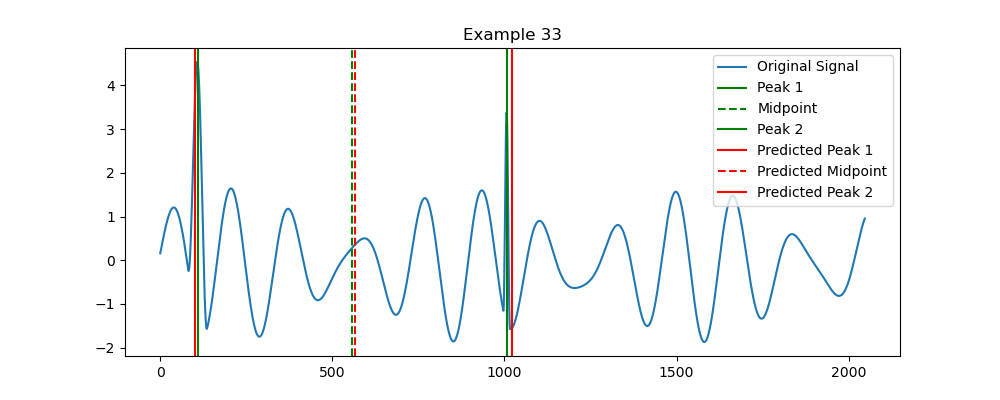 Example 33
4
3
2
1
0
−1
−2
0
500
1000
1500
2000
Original Signal
Peak 1
Midpoint
Peak 2
Predicted Peak 1
Predicted Midpoint
Predicted Peak 2